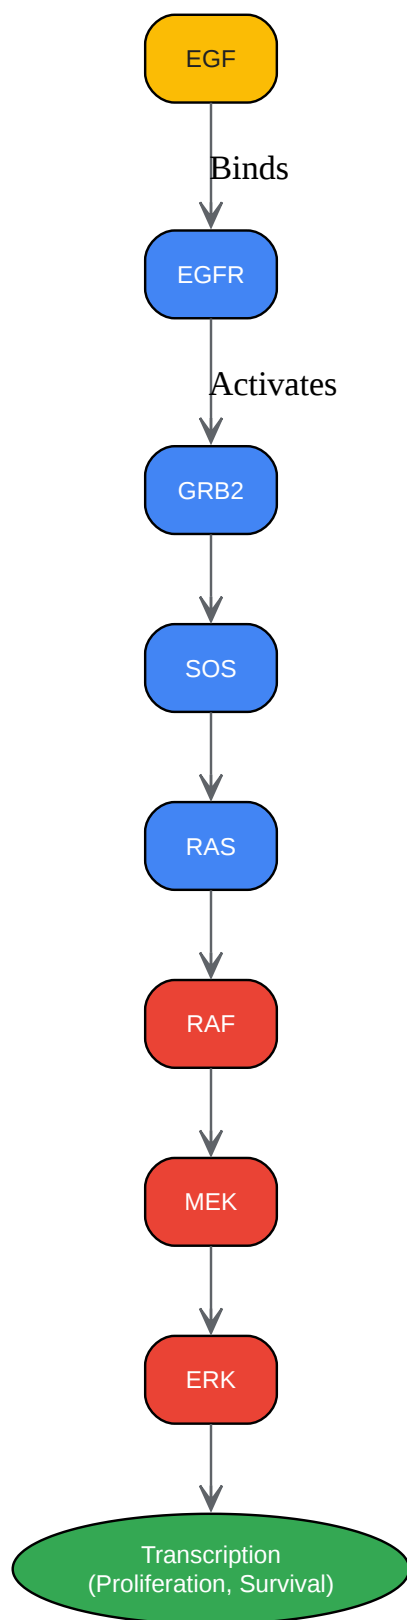 EGF
Binds
EGFR
Activates
GRB2
SOS
RAS
RAF
MEK
ERK
Transcription
(Proliferation, Survival)